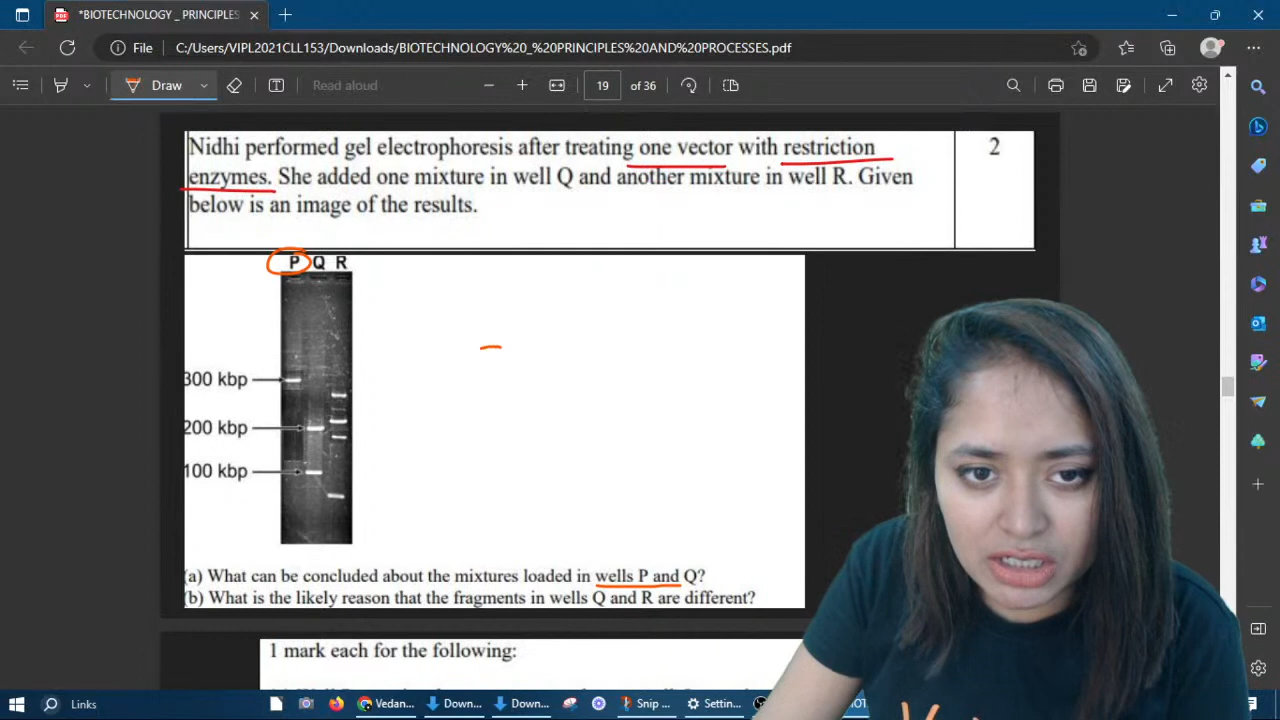 *BIOTECHNOLOGY _ PRINCIPLES
File C:/Users/VIPL2021CLL153/Downloads/BIOTECHNOLOGY%20_%20PRINCIPLES%20AND%20PROCESSES.pdf
Draw Read aloud 19 of 36
Nidhi performed gel electrophoresis after treating one vector with restriction 2
enzymes. She added one mixture in well Q and another mixture in well R. Given
below is an image of the results.
P Q R
300 kbp
200 kbp
100 kbp
(a) What can be concluded about the mixtures loaded in wells P and Q?
(b) What is the likely reason that the fragments in wells Q and R are different?
1 mark each for the following:
Links Vedan... Down... Down... Snip ... Settin...